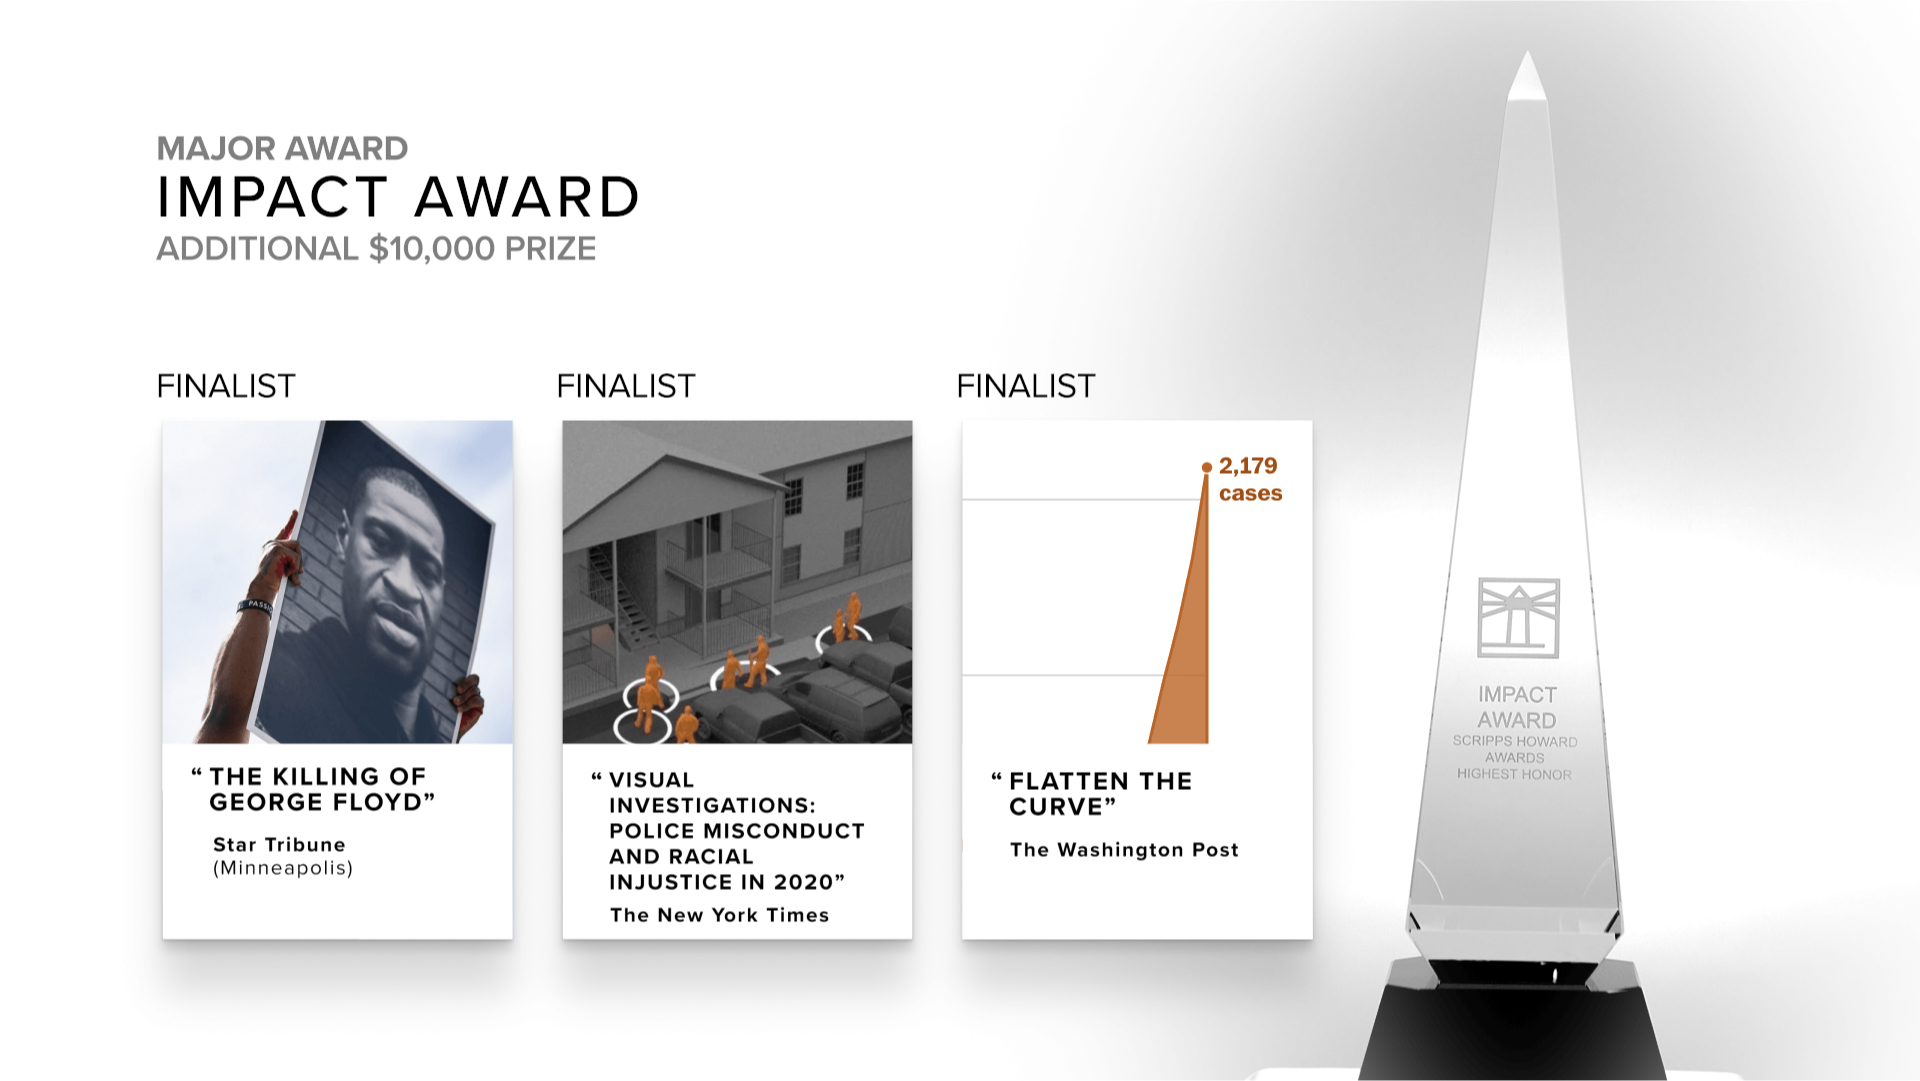 MAJOR AWARD
IMPACT AWARD
ADDITIONAL $10,000 PRIZE
FINALIST
FINALIST
FINALIST
PASSI
2,179
cases
“ THE KILLING OF
GEORGE FLOYD”
Star Tribune
(Minneapolis)
“ VISUAL
INVESTIGATIONS:
POLICE MISCONDUCT
AND RACIAL
INJUSTICE IN 2020”
The New York Times
“ FLATTEN THE
CURVE”
The Washington Post
IMPACT
AWARD
SCRIPPS HOWARD
AWARDS
HIGHEST HONOR